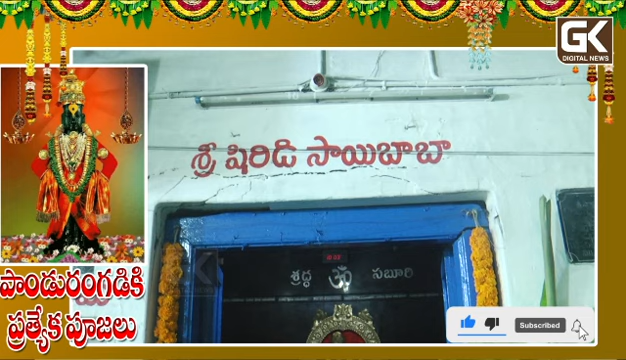 GK
DIGITAL NEWS
శ్రీ షిరిడి సాయిబాబా
శ్రద్ధ ఓం సబూరి
పాండురంగడికి
ప్రత్యేక పూజలు
Subscribed